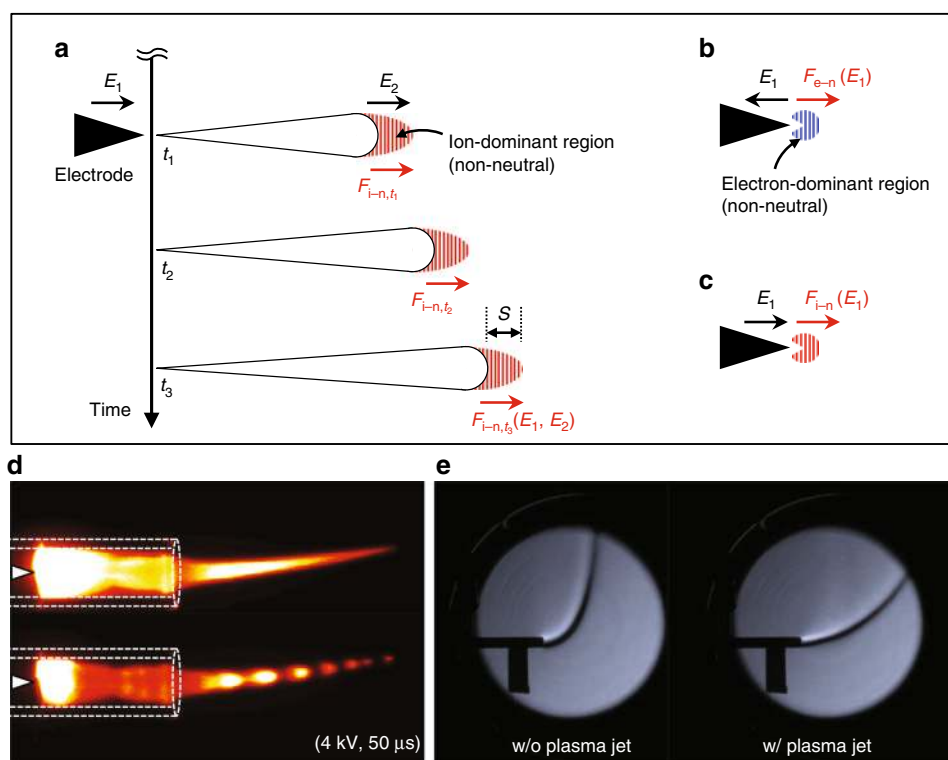 a
E1
E2
t1
Electrode
Ion-dominant region
(non-neutral)
Fi–n,t1
t2
Fi–n,t2
S
t3
Time
Fi–n,t3(E1, E2)
b
E1
Fe–n (E1)
Electron-dominant region
(non-neutral)
c
E1
Fi–n (E1)
d
(4 kV, 50 μs)
e
w/o plasma jet
w/ plasma jet